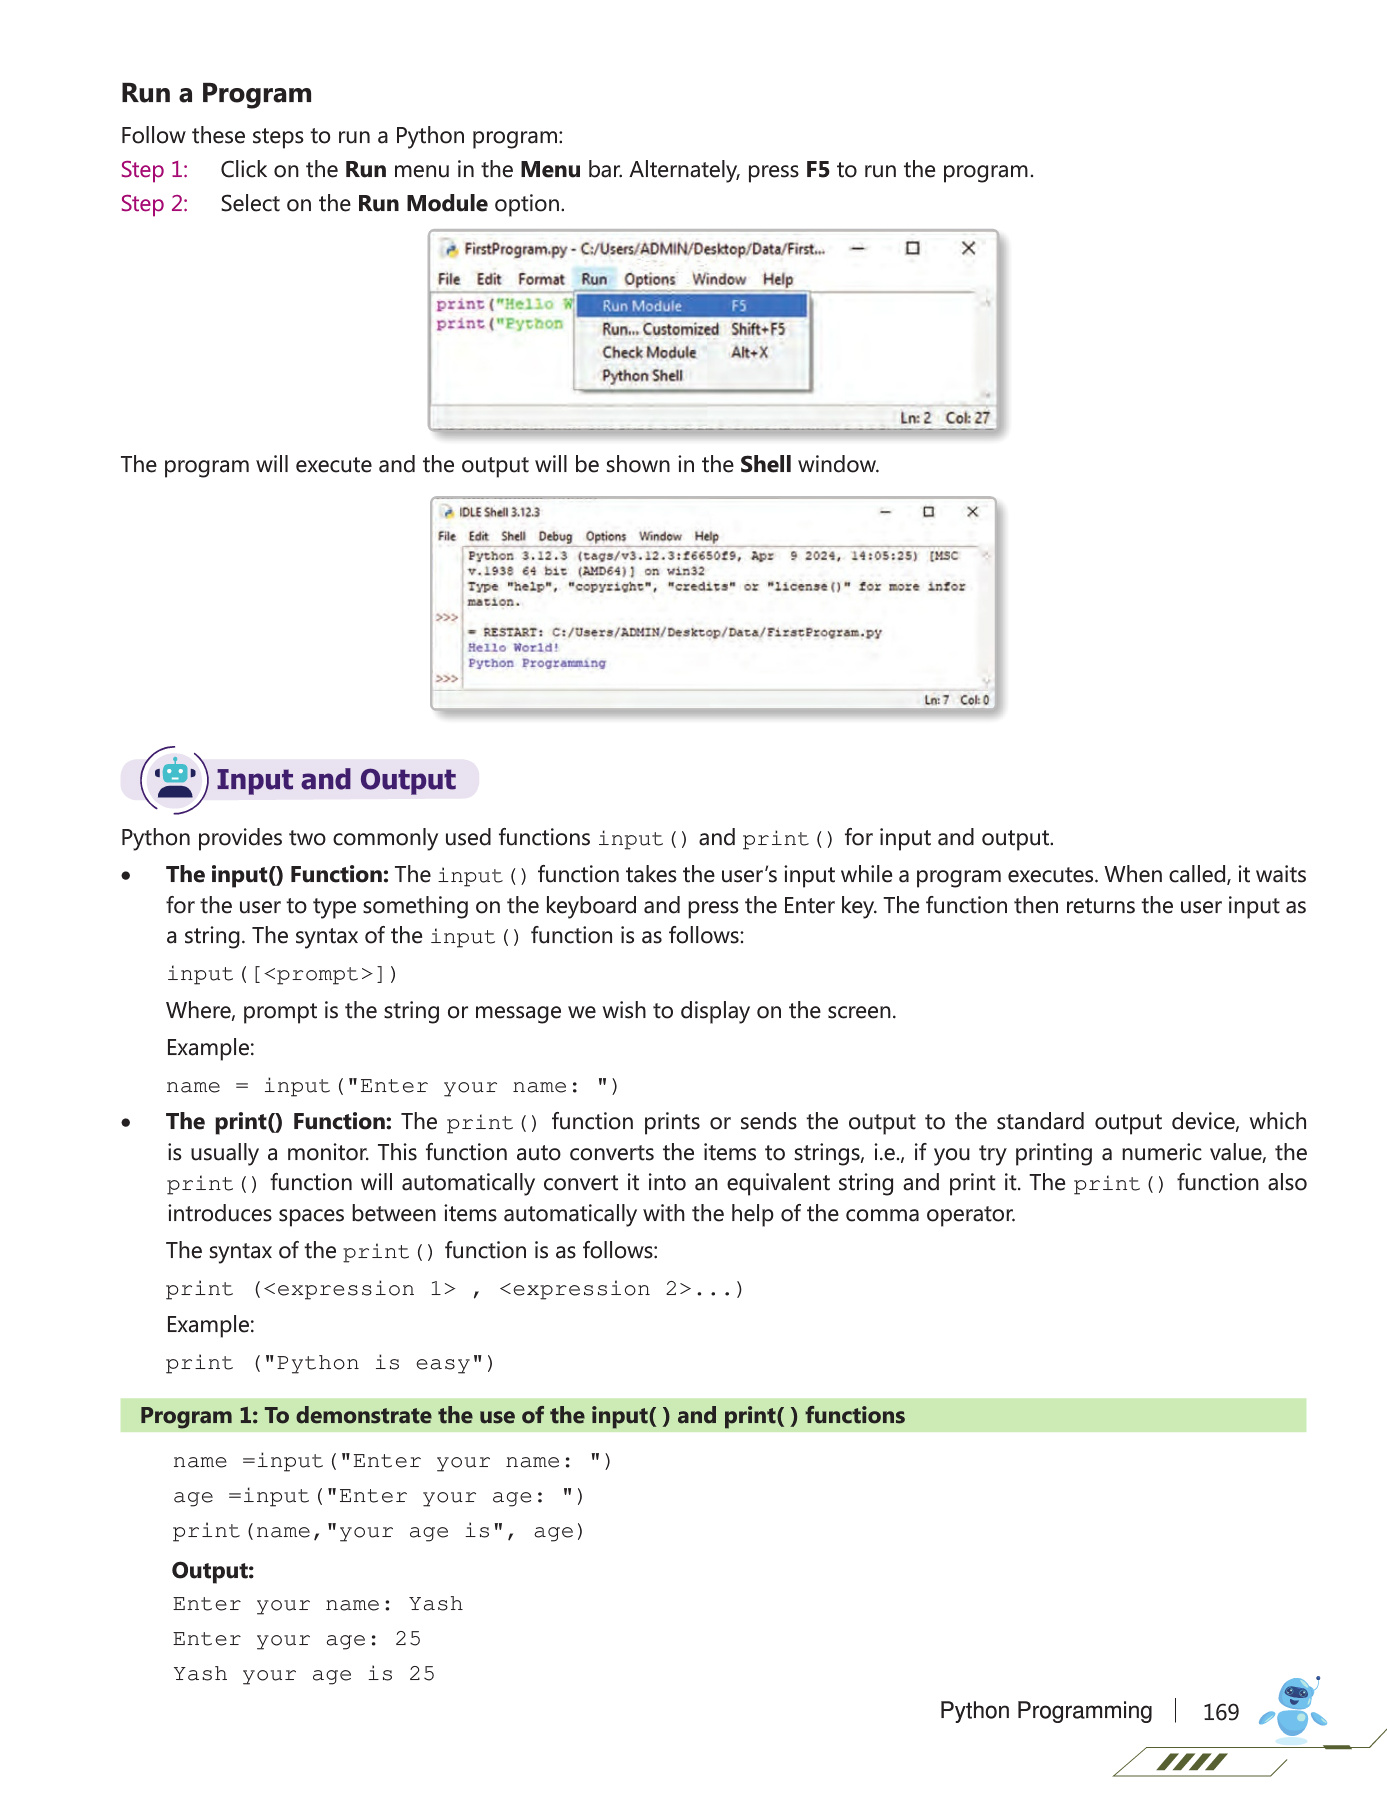 Run a Program
Follow these steps to run a Python program:
Step 1: Click on the Run menu in the Menu bar. Alternately, press F5 to run the program.
Step 2: Select on the Run Module option.
FirstProgram.py - C:/Users/ADMIN/Desktop/Data/First...
File Edit Format Run Options Window Help
print("Hello W
print("Python
Run Module F5
Run... Customized Shift+F5
Check Module Alt+X
Python Shell
Ln: 2 Col: 27
The program will execute and the output will be shown in the Shell window.
IDLE Shell 3.12.3
File Edit Shell Debug Options Window Help
Python 3.12.3 (tags/v3.12.3:f6650f9, Apr 9 2024, 14:05:25) [MSC
v.1938 64 bit (AMD64)] on win32
Type "help", "copyright", "credits" or "license()" for more infor
mation.
>>>
= RESTART: C:/Users/ADMIN/Desktop/Data/FirstProgram.py
Hello World!
Python Programming
>>>
Ln: 7 Col: 0
Input and Output
Python provides two commonly used functions input() and print() for input and output.
• The input() Function: The input() function takes the user's input while a program executes. When called, it waits
for the user to type something on the keyboard and press the Enter key. The function then returns the user input as
a string. The syntax of the input() function is as follows:
input([<prompt>])
Where, prompt is the string or message we wish to display on the screen.
Example:
name = input("Enter your name: ")
• The print() Function: The print() function prints or sends the output to the standard output device, which
is usually a monitor. This function auto converts the items to strings, i.e., if you try printing a numeric value, the
print() function will automatically convert it into an equivalent string and print it. The print() function also
introduces spaces between items automatically with the help of the comma operator.
The syntax of the print() function is as follows:
print (<expression 1> , <expression 2>...)
Example:
print ("Python is easy")
Program 1: To demonstrate the use of the input( ) and print( ) functions
name =input("Enter your name: ")
age =input("Enter your age: ")
print(name,"your age is", age)
Output:
Enter your name: Yash
Enter your age: 25
Yash your age is 25
Python Programming 169